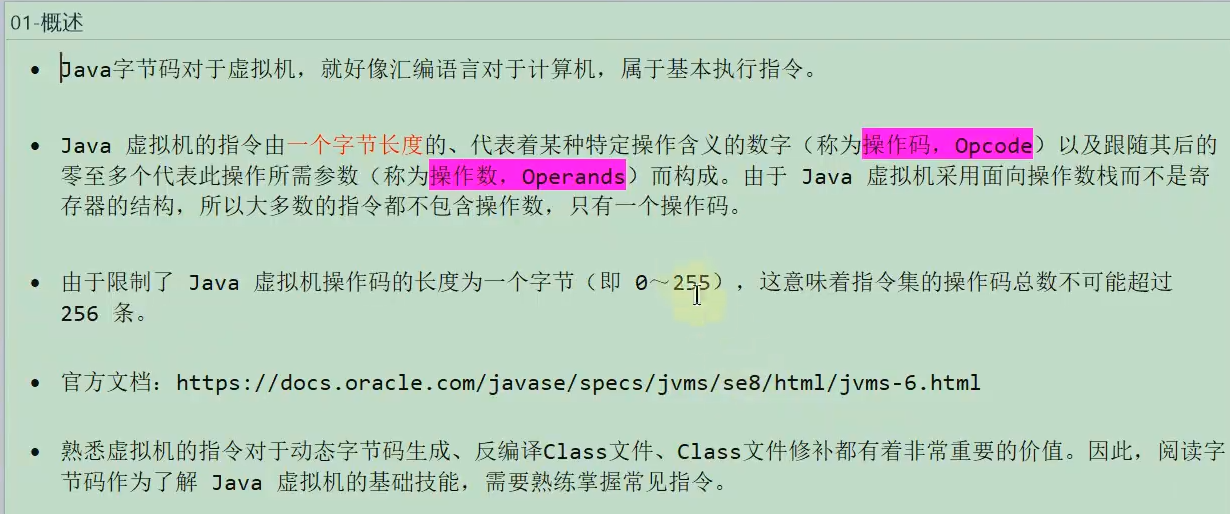 01-概述
• Java字节码对于虚拟机，就好像汇编语言对于计算机，属于基本执行指令。
• Java 虚拟机的指令由一个字节长度的、代表着某种特定操作含义的数字（称为操作码，Opcode）以及跟随其后的
零至多个代表此操作所需参数（称为操作数，Operands）而构成。由于 Java 虚拟机采用面向操作数栈而不是寄
存器的结构，所以大多数的指令都不包含操作数，只有一个操作码。
• 由于限制了 Java 虚拟机操作码的长度为一个字节（即 0～255），这意味着指令集的操作码总数不可能超过
256 条。
• 官方文档：https://docs.oracle.com/javase/specs/jvms/se8/html/jvms-6.html
• 熟悉虚拟机的指令对于动态字节码生成、反编译Class文件、Class文件修补都有着非常重要的价值。因此，阅读字
节码作为了解 Java 虚拟机的基础技能，需要熟练掌握常见指令。